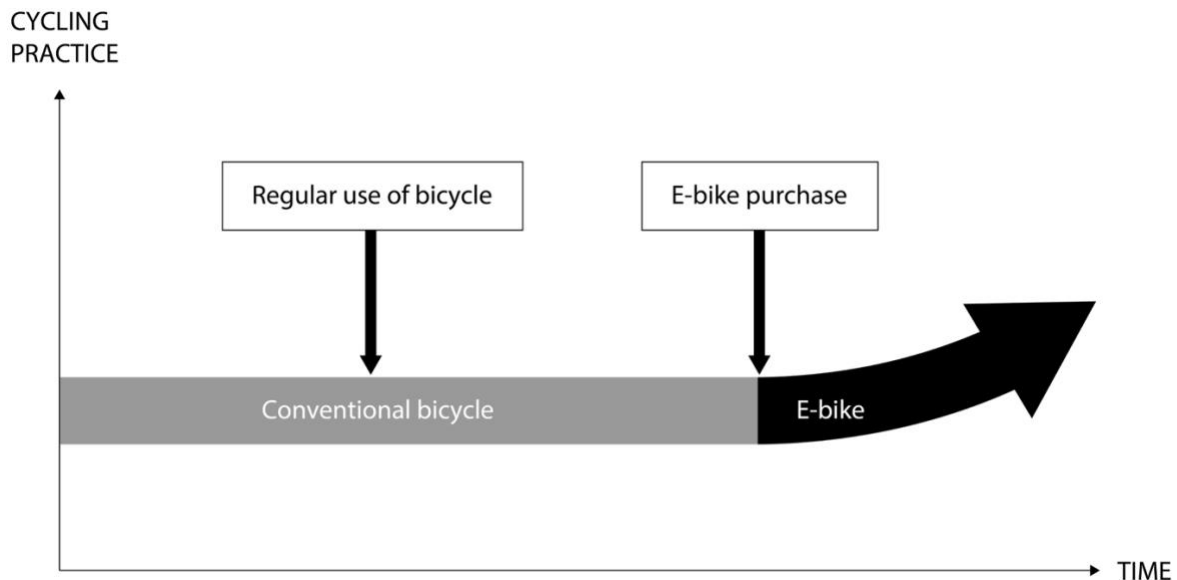 CYCLING
PRACTICE
Regular use of bicycle
E-bike purchase
Conventional bicycle
E-bike
TIME